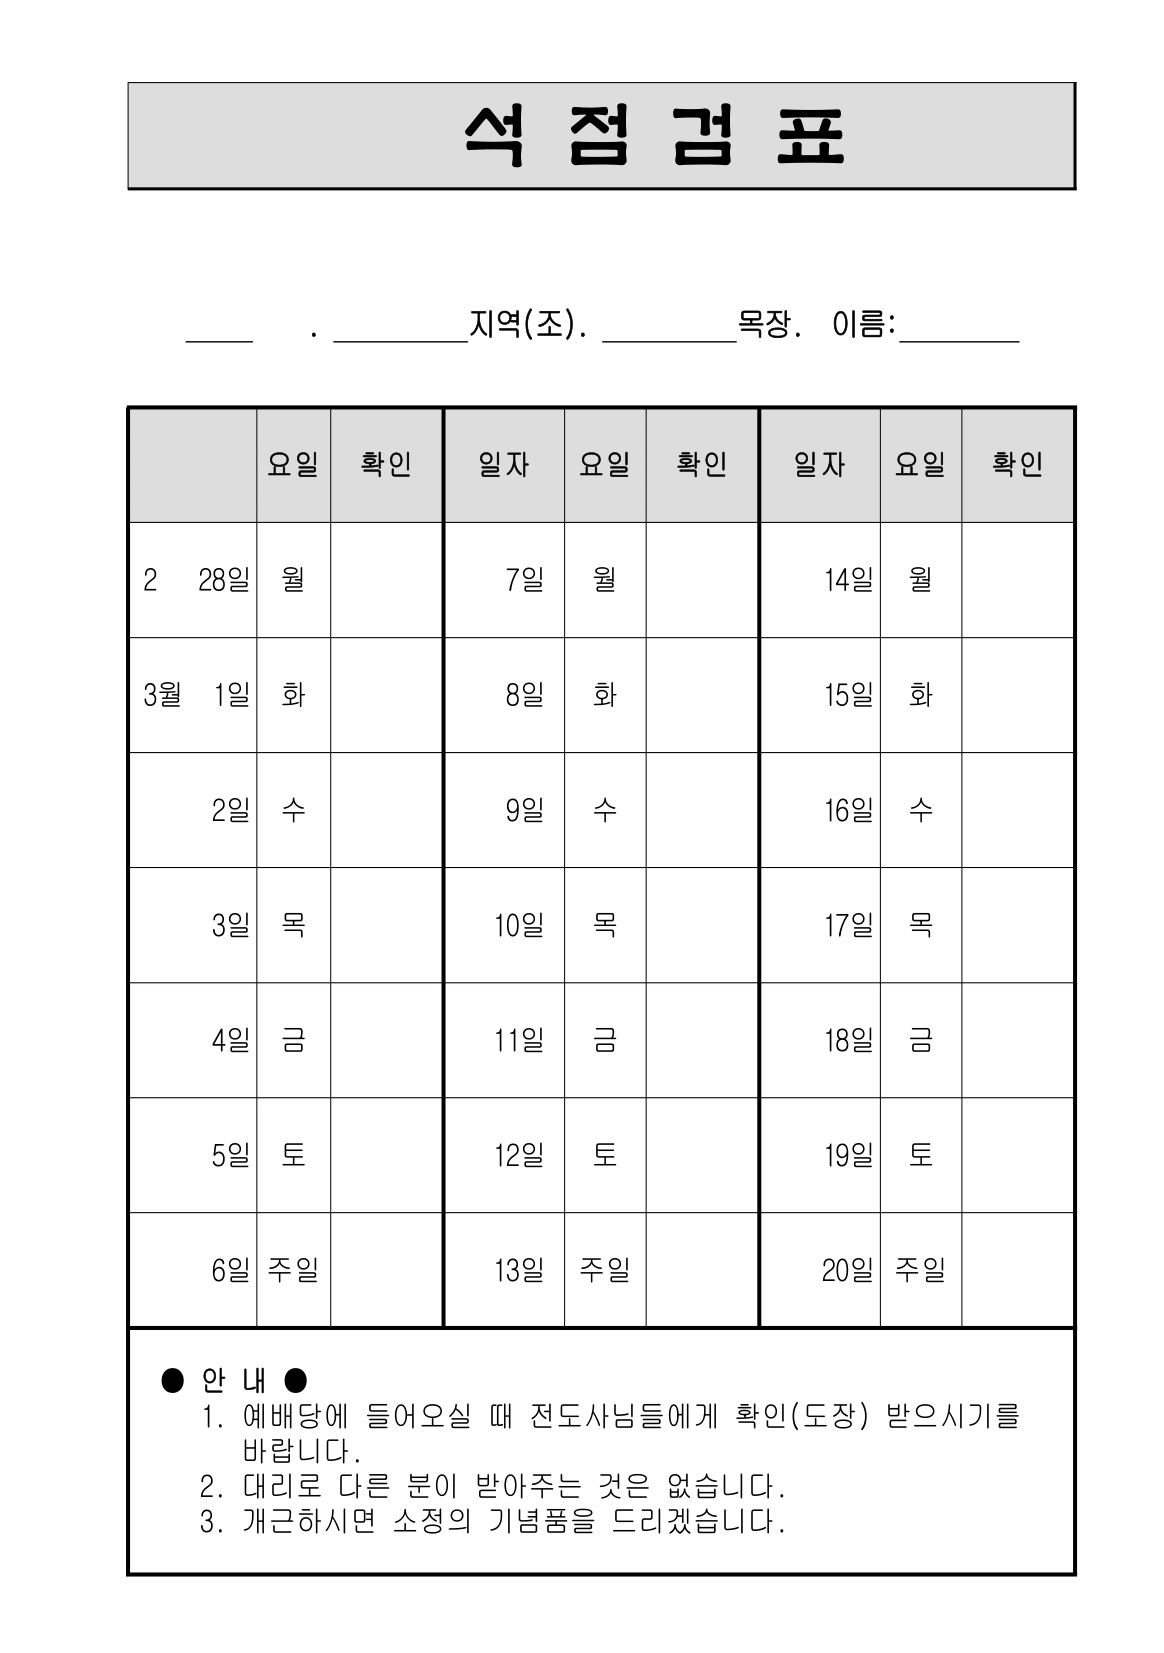 석 점 검 표
____ . ________지역(조). ________목장. 이름:_______
요일 확인 일자 요일 확인 일자 요일 확인
2 28일 월 7일 월 14일 월
3월 1일 화 8일 화 15일 화
2일 수 9일 수 16일 수
3일 목 10일 목 17일 목
4일 금 11일 금 18일 금
5일 토 12일 토 19일 토
6일 주일 13일 주일 20일 주일
● 안 내 ●
1. 예배당에 들어오실 때 전도사님들에게 확인(도장) 받으시기를
바랍니다.
2. 대리로 다른 분이 받아주는 것은 없습니다.
3. 개근하시면 소정의 기념품을 드리겠습니다.